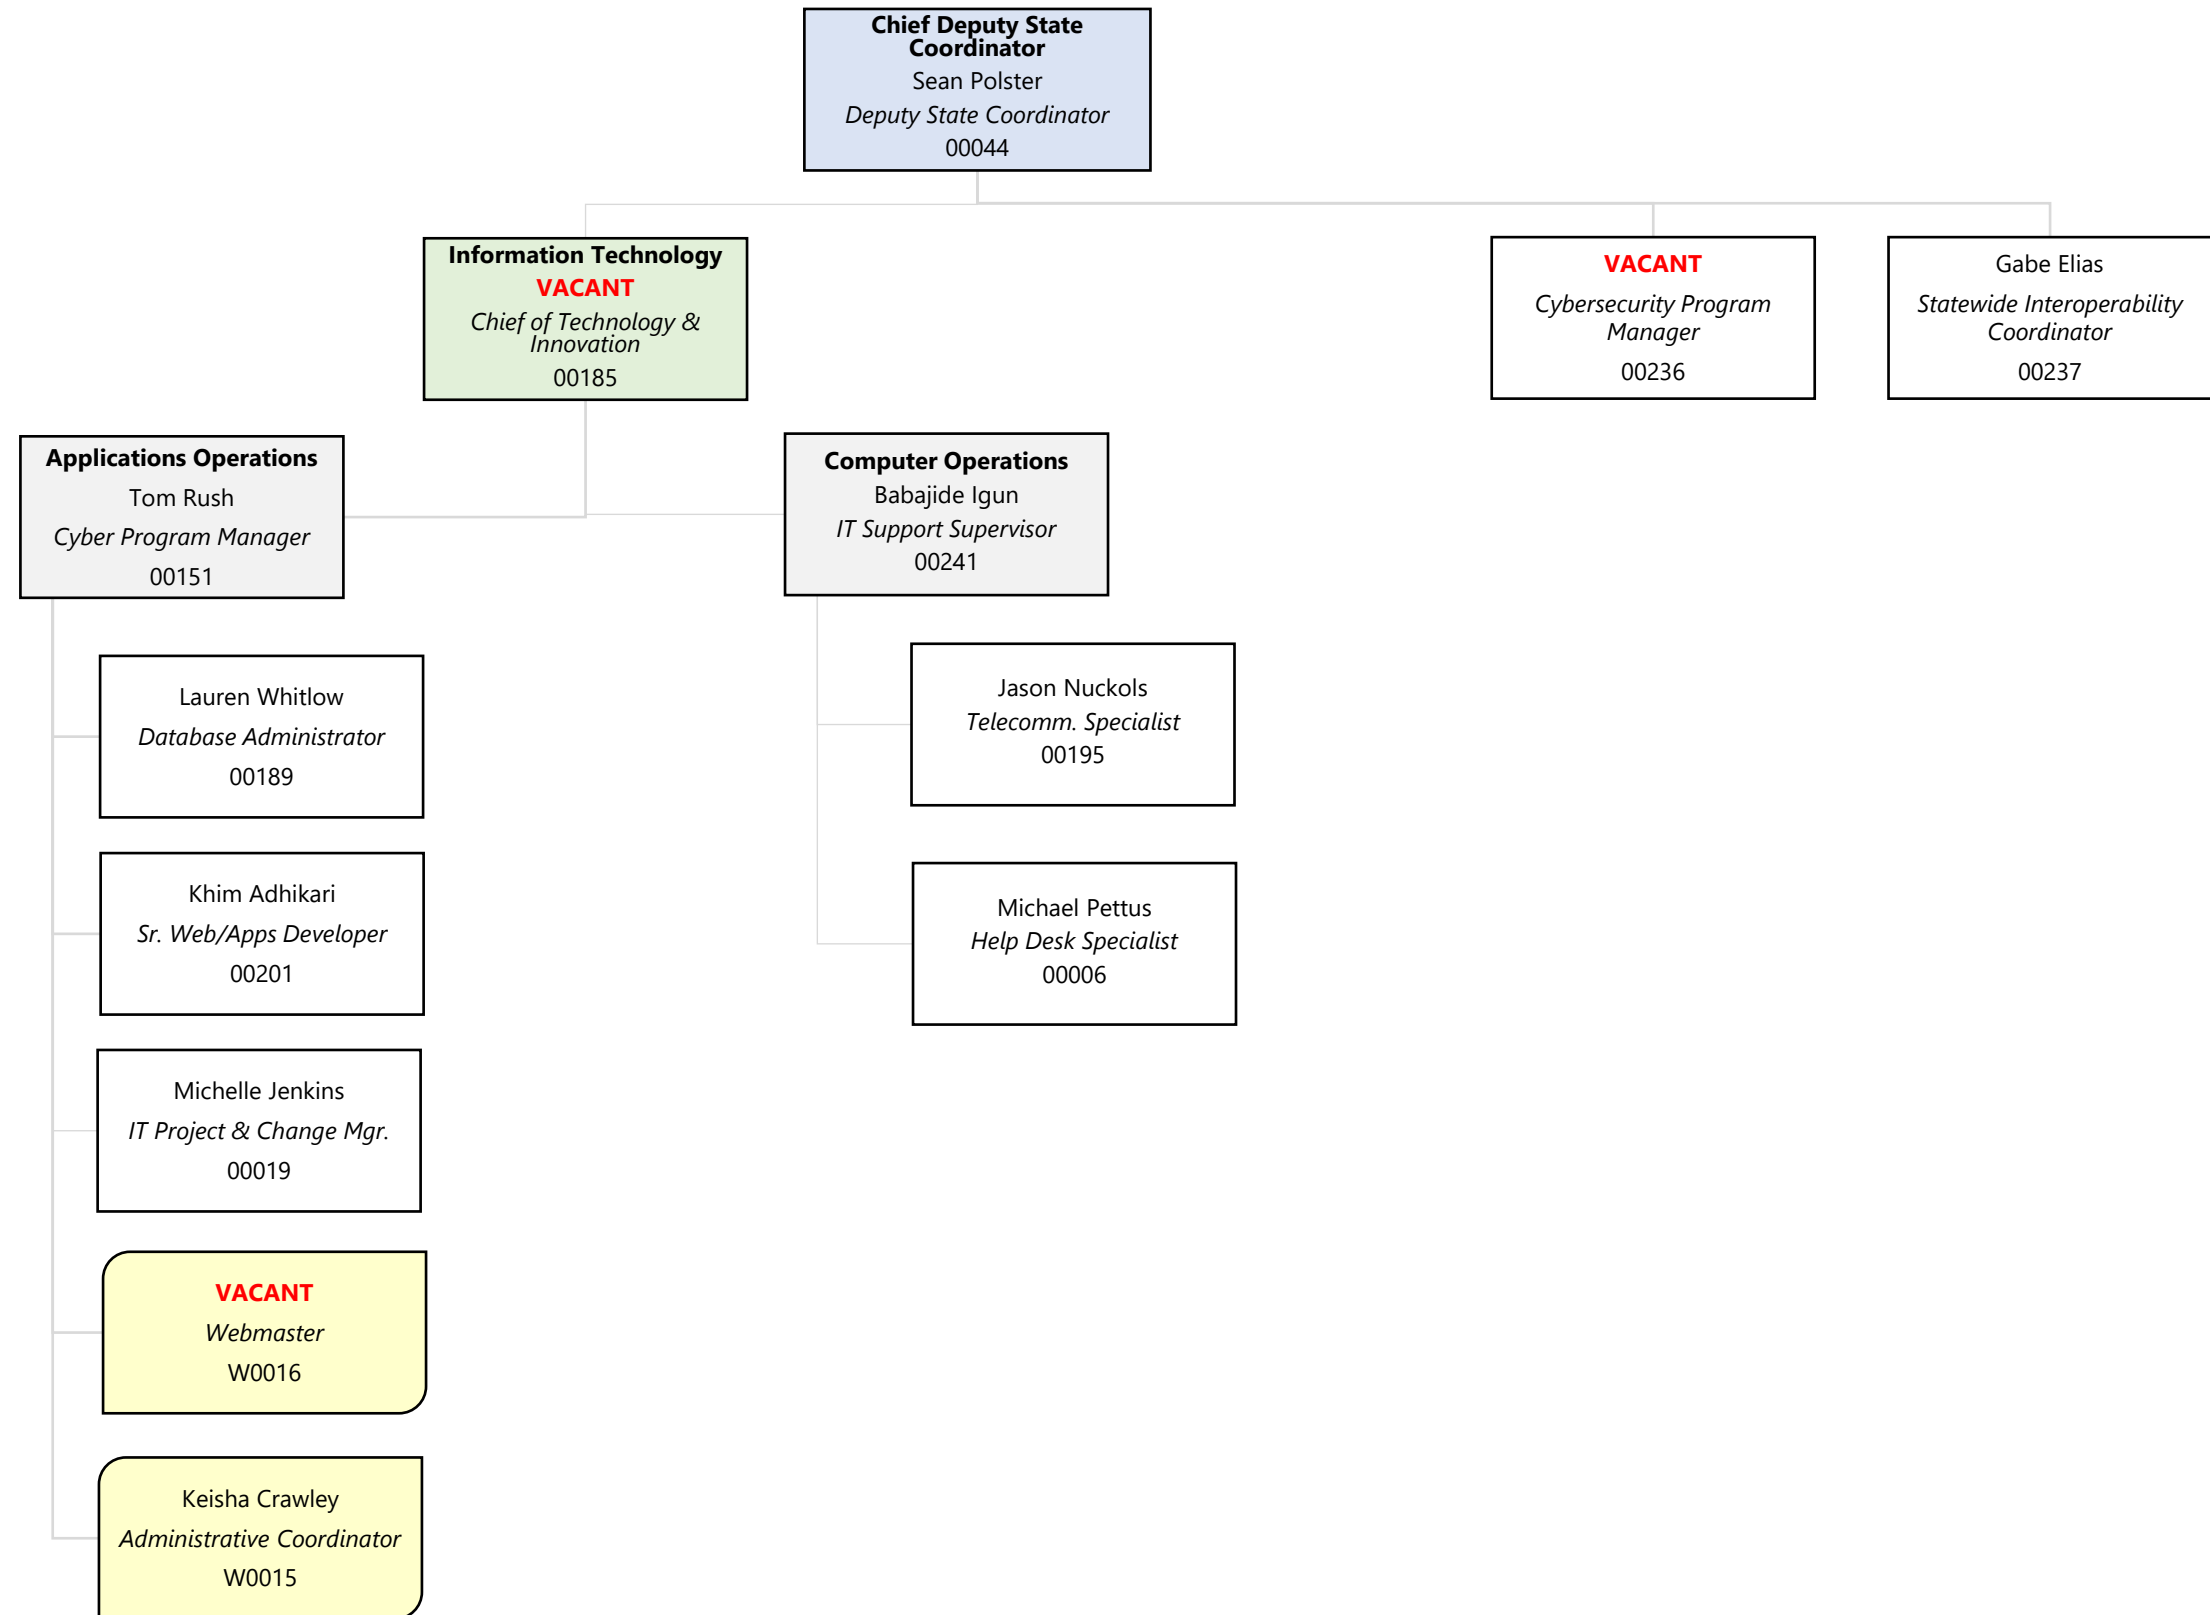 Chief Deputy State
Coordinator
Sean Polster
Deputy State Coordinator
00044
Information Technology
VACANT
Chief of Technology &
Innovation
00185
VACANT
Cybersecurity Program
Manager
00236
Gabe Elias
Statewide Interoperability
Coordinator
00237
Applications Operations
Tom Rush
Cyber Program Manager
00151
Computer Operations
Babajide Igun
IT Support Supervisor
00241
Lauren Whitlow
Database Administrator
00189
Khim Adhikari
Sr. Web/Apps Developer
00201
Michelle Jenkins
IT Project & Change Mgr.
00019
VACANT
Webmaster
W0016
Keisha Crawley
Administrative Coordinator
W0015
Jason Nuckols
Telecomm. Specialist
00195
Michael Pettus
Help Desk Specialist
00006